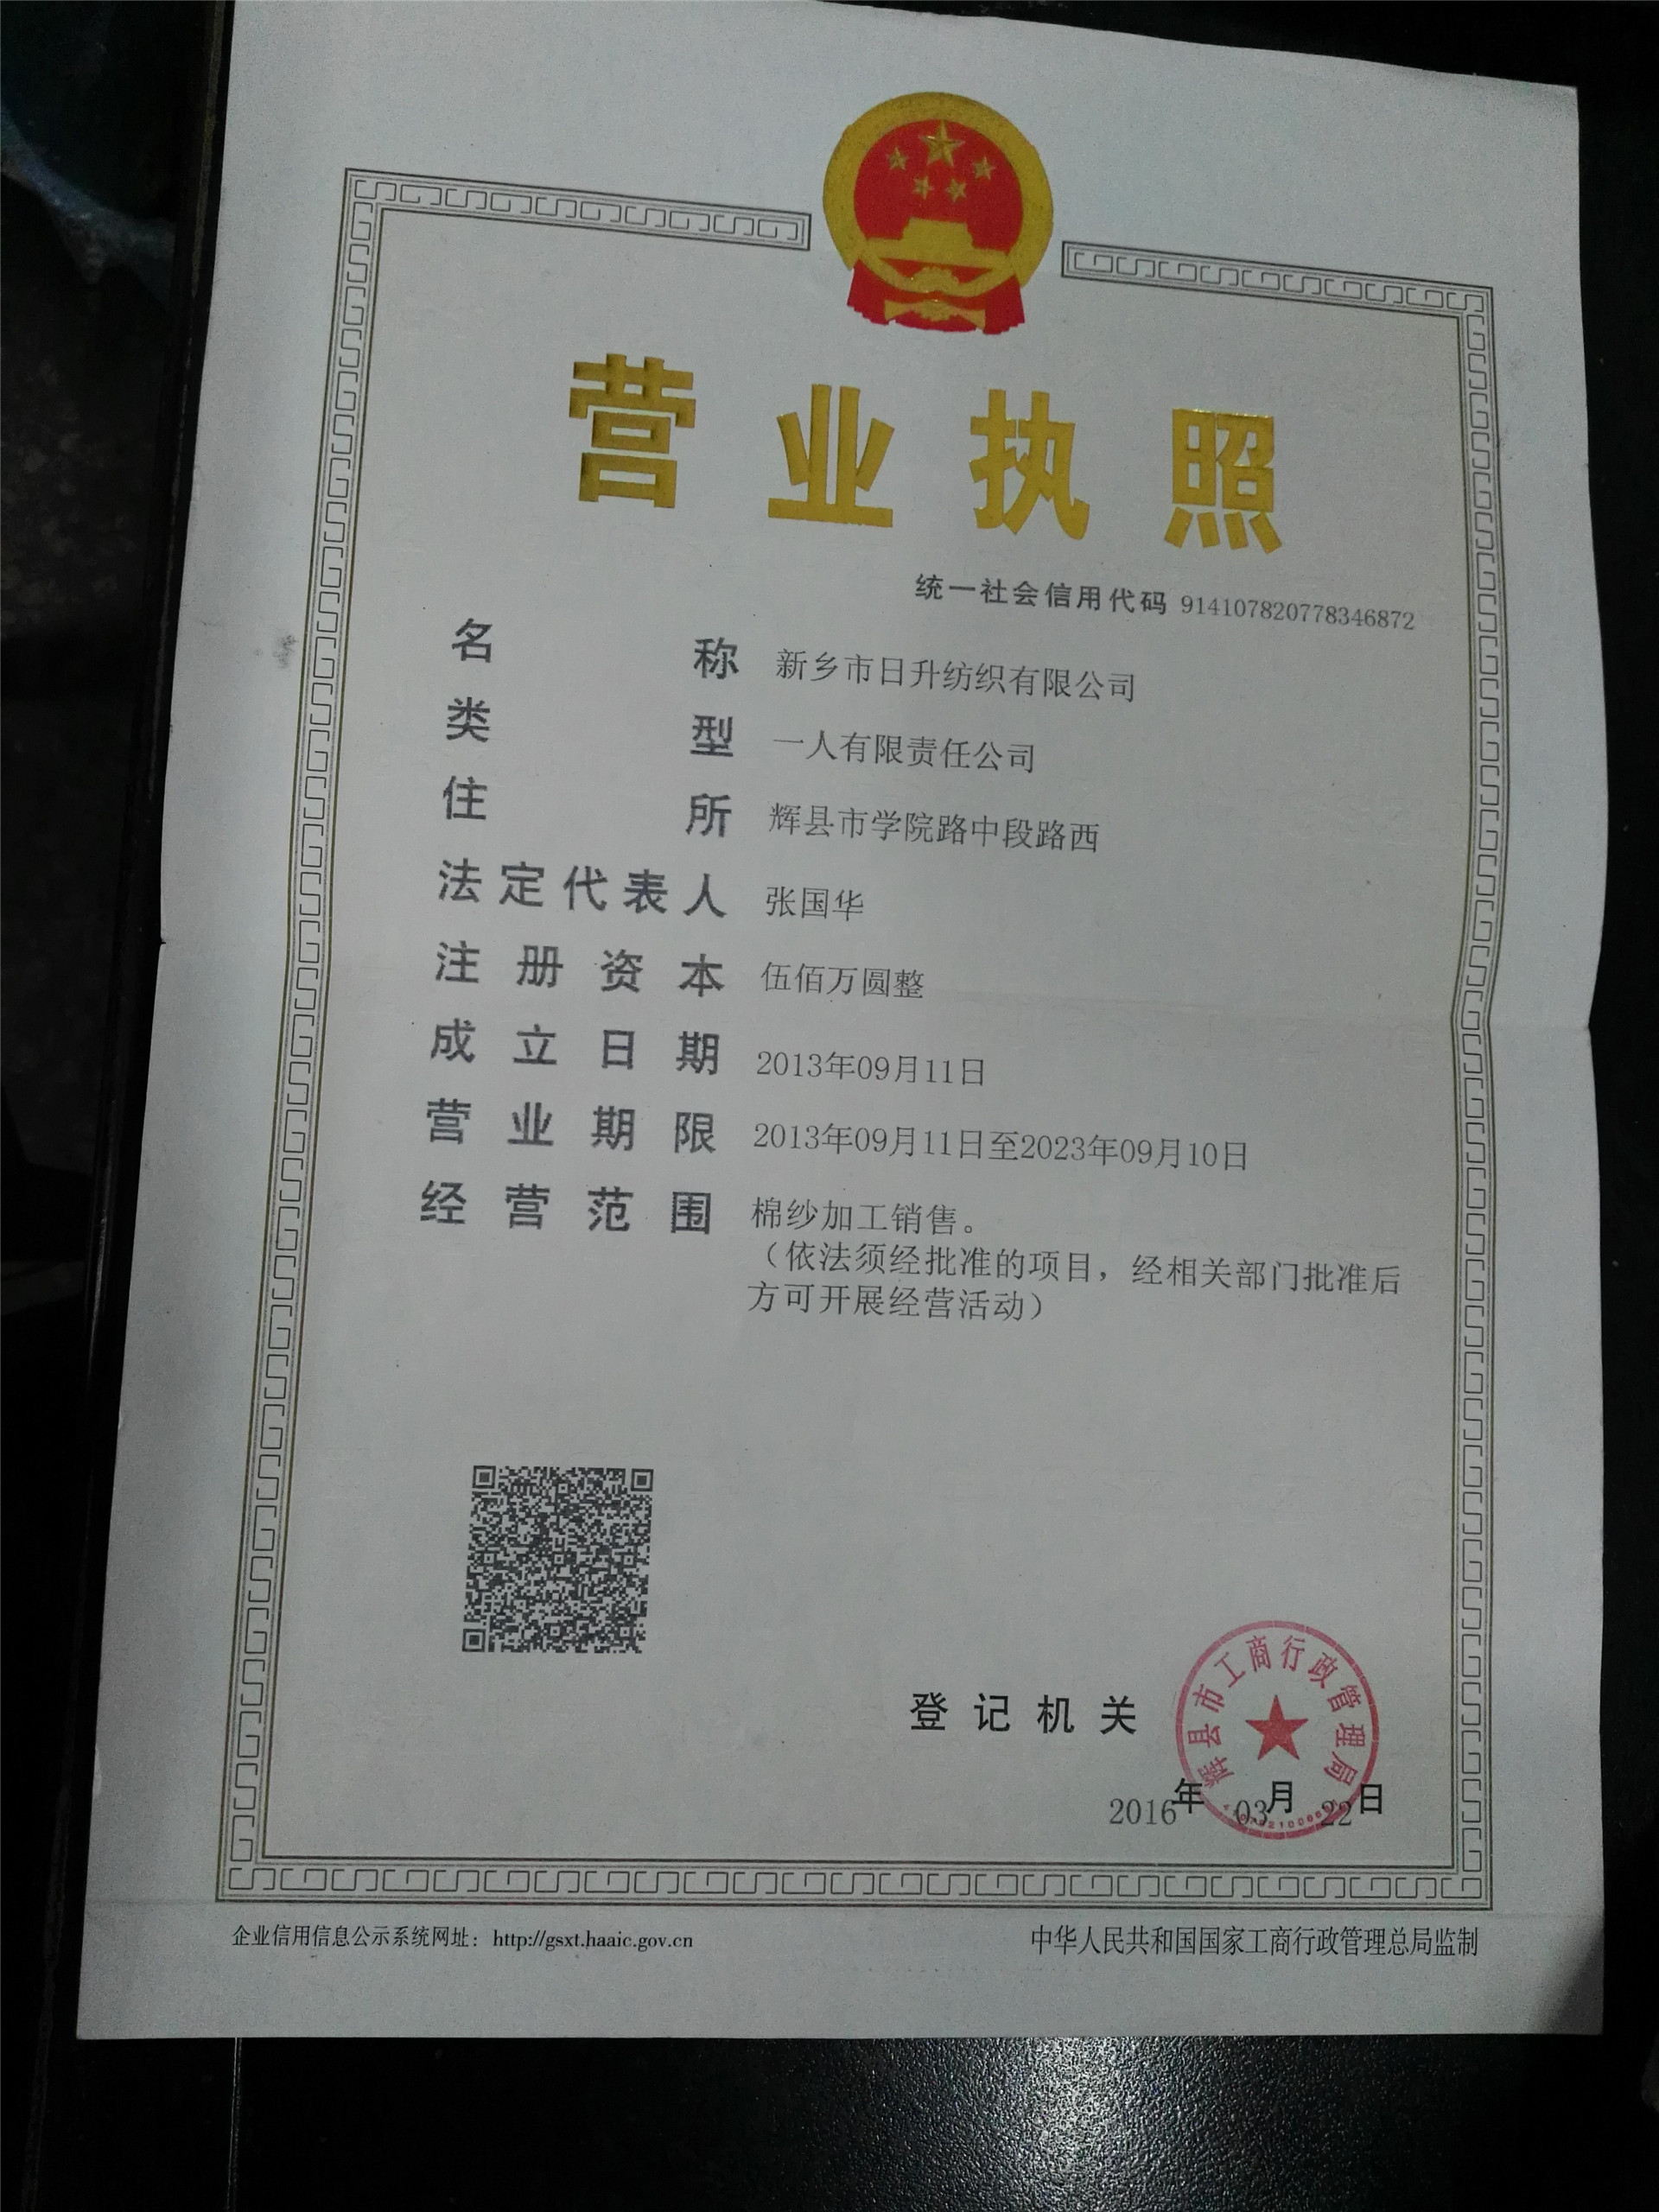 营业执照
统一社会信用代码 914107820778346872
名称 新乡市日升纺织有限公司
类型 一人有限责任公司
住所 辉县市学院路中段路西
法定代表人 张国华
注册资本 伍佰万圆整
成立日期 2013年09月11日
营业期限 2013年09月11日至2023年09月10日
经营范围 棉纱加工销售。
（依法须经批准的项目，经相关部门批准后
方可开展经营活动）
登记机关
辉县市工商行政管理局
2016年 03月 22日
企业信用信息公示系统网址：http://gsxt.haaic.gov.cn
中华人民共和国国家工商行政管理总局监制